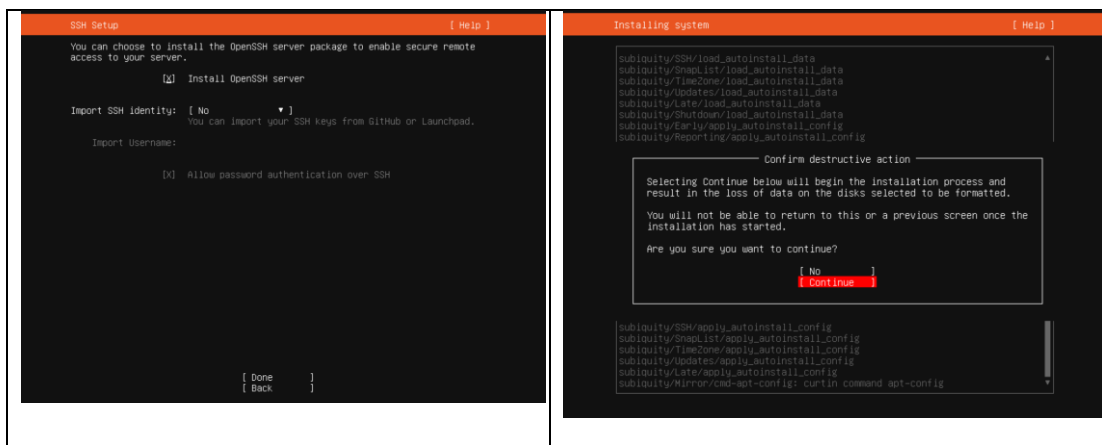 SSH Setup [ Help ]
You can choose to install the OpenSSH server package to enable secure remote
access to your server.
[X] Install OpenSSH server
Import SSH identity: [ No ▾ ]
You can import your SSH keys from GitHub or Launchpad.
Import Username:
[X] Allow password authentication over SSH
[ Done ]
[ Back ]
Installing system [ Help ]
subiquity/SSH/load_autoinstall_data
subiquity/SnapList/load_autoinstall_data
subiquity/TimeZone/load_autoinstall_data
subiquity/Updates/load_autoinstall_data
subiquity/Late/load_autoinstall_data
subiquity/Shutdown/load_autoinstall_data
subiquity/Early/apply_autoinstall_config
subiquity/Reporting/apply_autoinstall_config
Confirm destructive action
Selecting Continue below will begin the installation process and
result in the loss of data on the disks selected to be formatted.
You will not be able to return to this or a previous screen once the
installation has started.
Are you sure you want to continue?
[ No ]
[ Continue ]
subiquity/SSH/apply_autoinstall_config
subiquity/SnapList/apply_autoinstall_config
subiquity/TimeZone/apply_autoinstall_config
subiquity/Updates/apply_autoinstall_config
subiquity/Late/apply_autoinstall_config
subiquity/Mirror/cmd-apt-config: curtin command apt-config